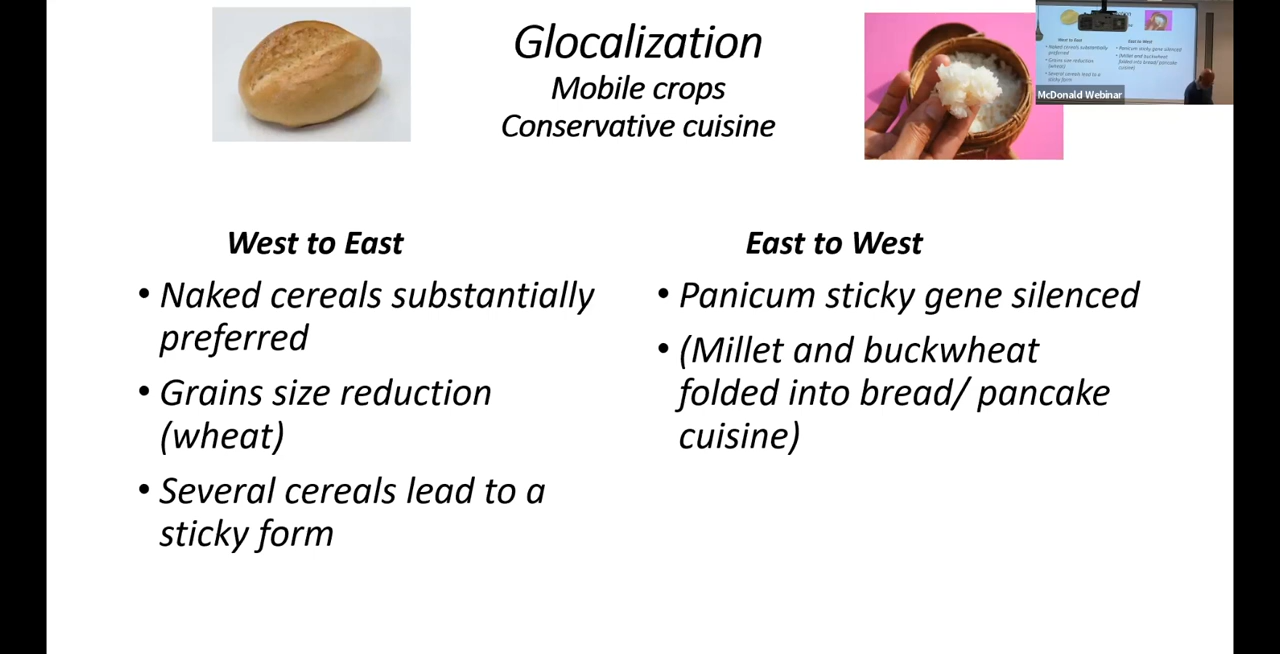 Glocalization
Mobile crops
Conservative cuisine
McDonald Webinar
West to East
• Naked cereals substantially
preferred
• Grains size reduction
(wheat)
• Several cereals lead to a
sticky form
East to West
• Panicum sticky gene silenced
• (Millet and buckwheat
folded into bread/ pancake
cuisine)